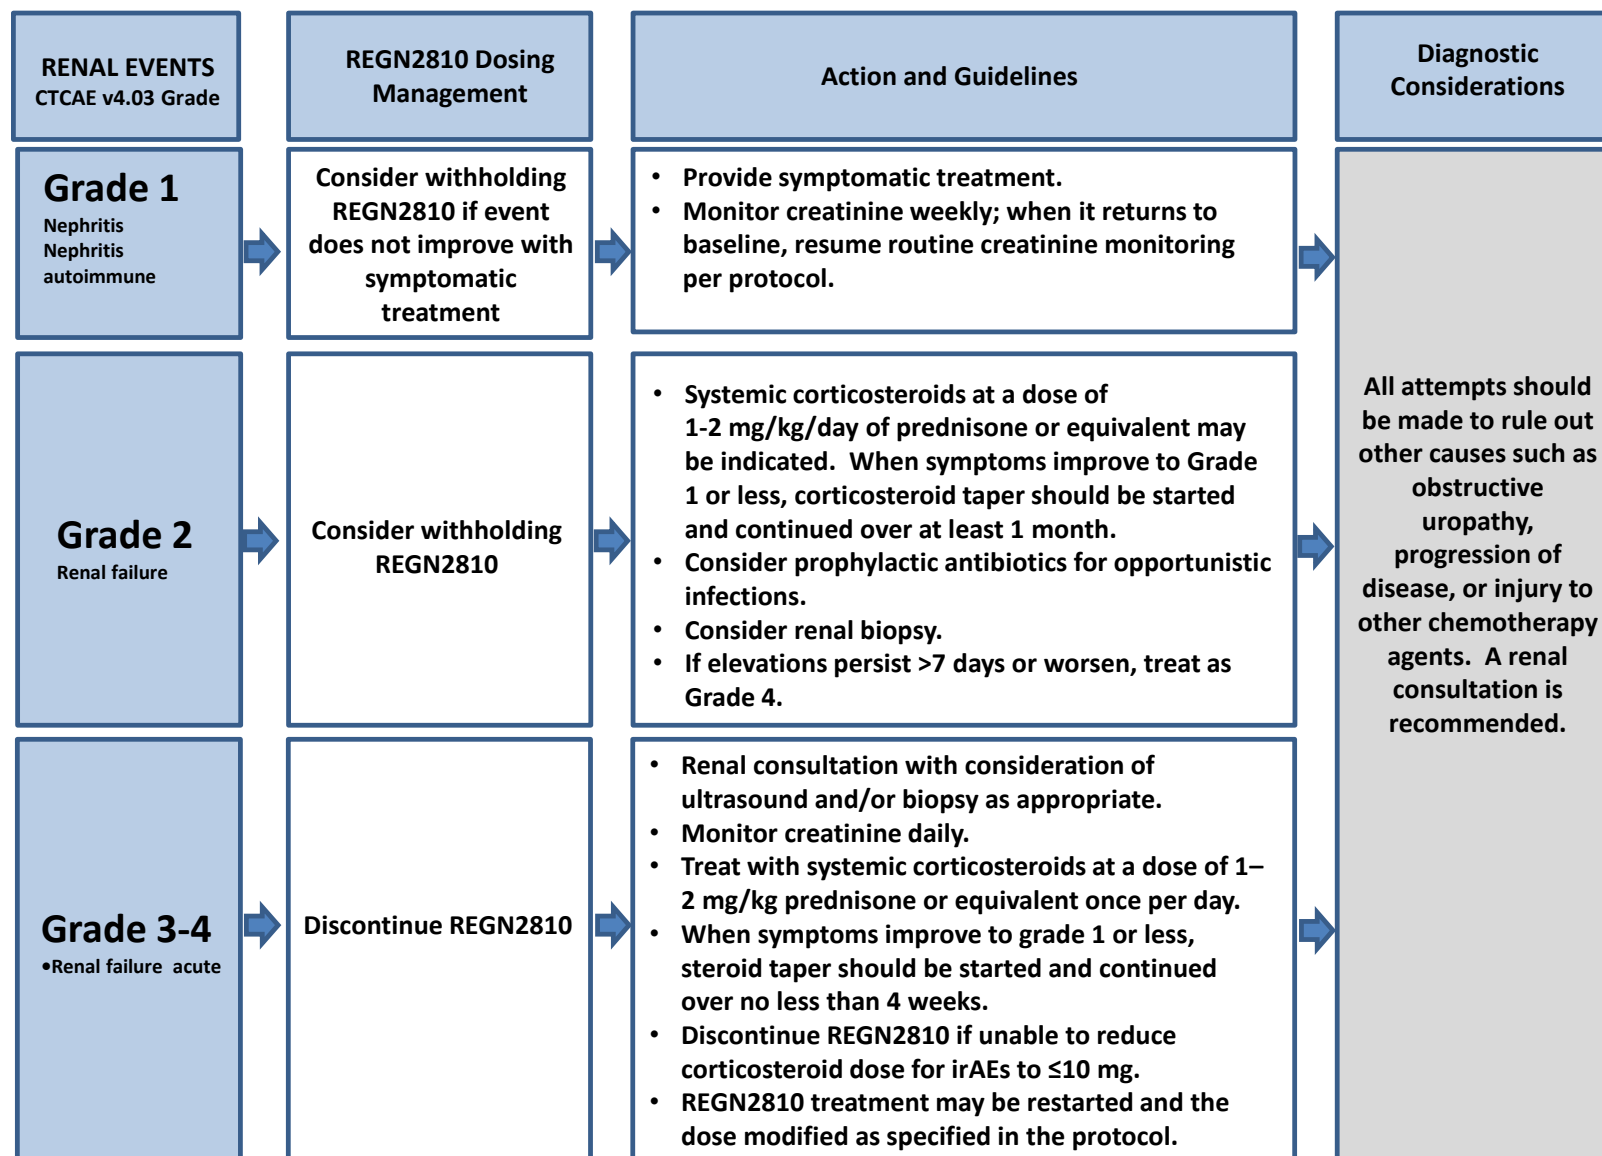 RENAL EVENTS
CTCAE v4.03 Grade
REGN2810 Dosing
Management
Action and Guidelines
Diagnostic
Considerations
Grade 1
Nephritis
Nephritis
autoimmune
Consider withholding
REGN2810 if event
does not improve with
symptomatic
treatment
• Provide symptomatic treatment.
• Monitor creatinine weekly; when it returns to
baseline, resume routine creatinine monitoring
per protocol.
Grade 2
Renal failure
Consider withholding
REGN2810
• Systemic corticosteroids at a dose of
1-2 mg/kg/day of prednisone or equivalent may
be indicated.  When symptoms improve to Grade
1 or less, corticosteroid taper should be started
and continued over at least 1 month.
• Consider prophylactic antibiotics for opportunistic
infections.
• Consider renal biopsy.
• If elevations persist >7 days or worsen, treat as
Grade 4.
Grade 3-4
•Renal failure  acute
Discontinue REGN2810
• Renal consultation with consideration of
ultrasound and/or biopsy as appropriate.
• Monitor creatinine daily.
• Treat with systemic corticosteroids at a dose of 1–
2 mg/kg prednisone or equivalent once per day.
• When symptoms improve to grade 1 or less,
steroid taper should be started and continued
over no less than 4 weeks.
• Discontinue REGN2810 if unable to reduce
corticosteroid dose for irAEs to ≤10 mg.
• REGN2810 treatment may be restarted and the
dose modified as specified in the protocol.
All attempts should
be made to rule out
other causes such as
obstructive
uropathy,
progression of
disease, or injury to
other chemotherapy
agents.  A renal
consultation is
recommended.